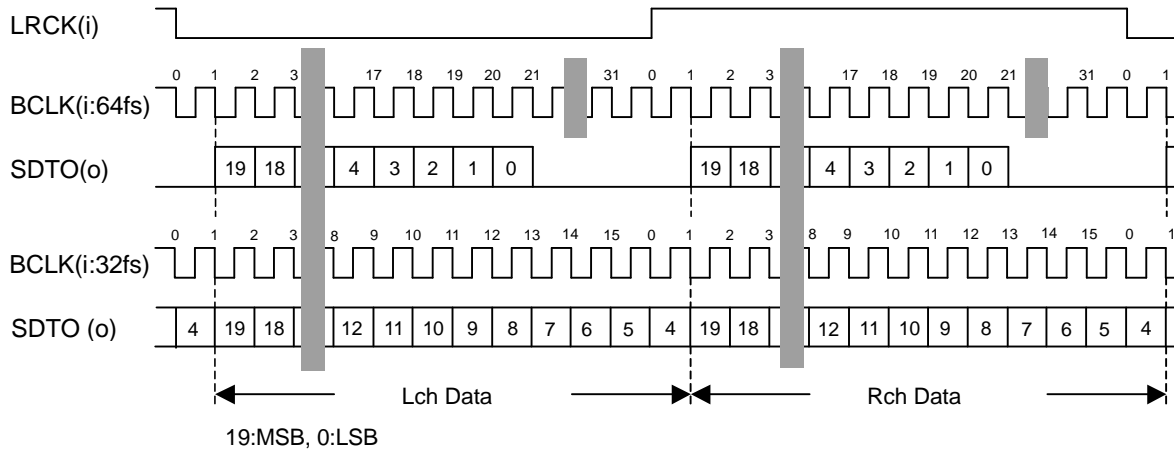 LRCK(i)
0 1 2 3 17 18 19 20 21 31 0 1 2 3 17 18 19 20 21 31 0 1
BCLK(i:64fs)
SDTO(o) 19 18 4 3 2 1 0 19 18 4 3 2 1 0
0 1 2 3 8 9 10 11 12 13 14 15 0 1 2 3 8 9 10 11 12 13 14 15 0 1
BCLK(i:32fs)
SDTO (o) 4 19 18 12 11 10 9 8 7 6 5 4 19 18 12 11 10 9 8 7 6 5 4
Lch Data Rch Data
19:MSB, 0:LSB